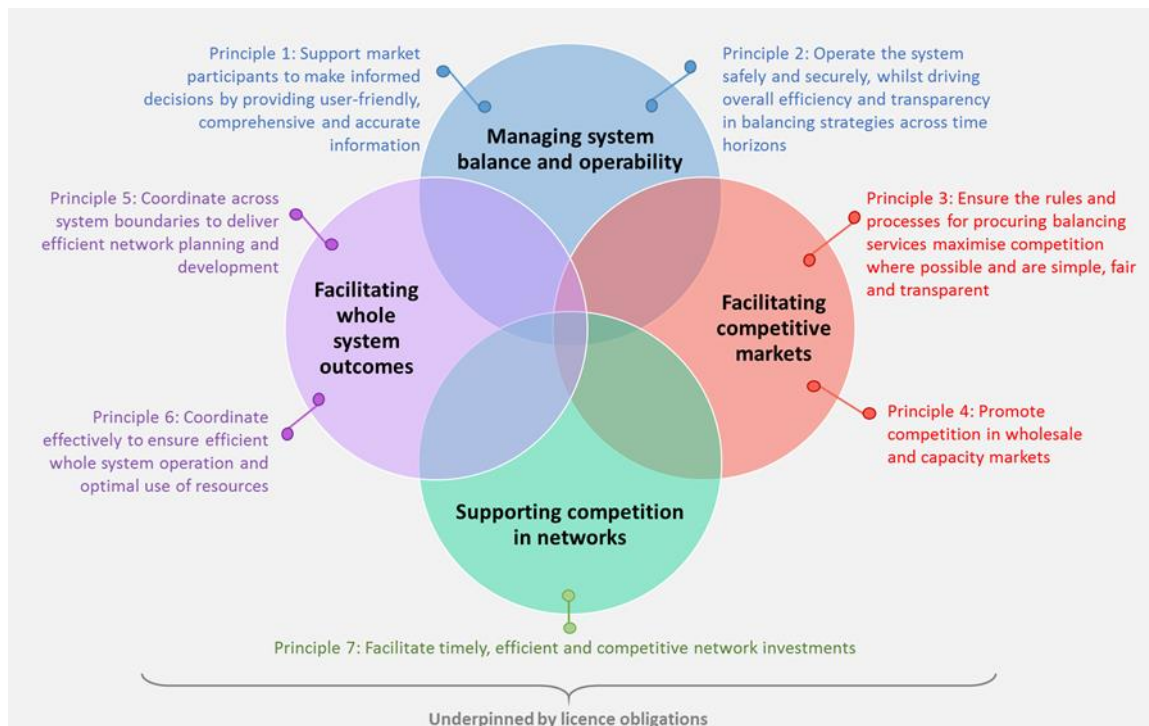 Principle 1: Support market
participants to make informed
decisions by providing user-friendly,
comprehensive and accurate
information
Principle 2: Operate the system
safely and securely, whilst driving
overall efficiency and transparency
in balancing strategies across time
horizons
Managing system
balance and operability
Principle 5: Coordinate across
system boundaries to deliver
efficient network planning and
development
Principle 3: Ensure the rules and
processes for procuring balancing
services maximise competition
where possible and are simple, fair
and transparent
Facilitating
whole
system
outcomes
Facilitating
competitive
markets
Principle 6: Coordinate
effectively to ensure efficient
whole system operation and
optimal use of resources
Principle 4: Promote
competition in wholesale
and capacity markets
Supporting competition
in networks
Principle 7: Facilitate timely, efficient and competitive network investments
Underpinned by licence obligations